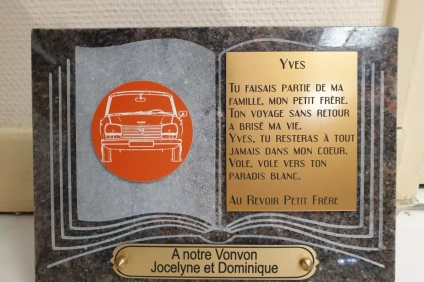 YVES
TU FAISAIS PARTIE DE MA
FAMILLE, MON PETIT FRÈRE.
TON VOYAGE SANS RETOUR
A BRISÉ MA VIE.
YVES, TU RESTERAS À TOUT
JAMAIS DANS MON COEUR.
VOLE, VOLE VERS TON
PARADIS BLANC.
AU REVOIR PETIT FRÈRE
A notre Vonvon
Jocelyne et Dominique